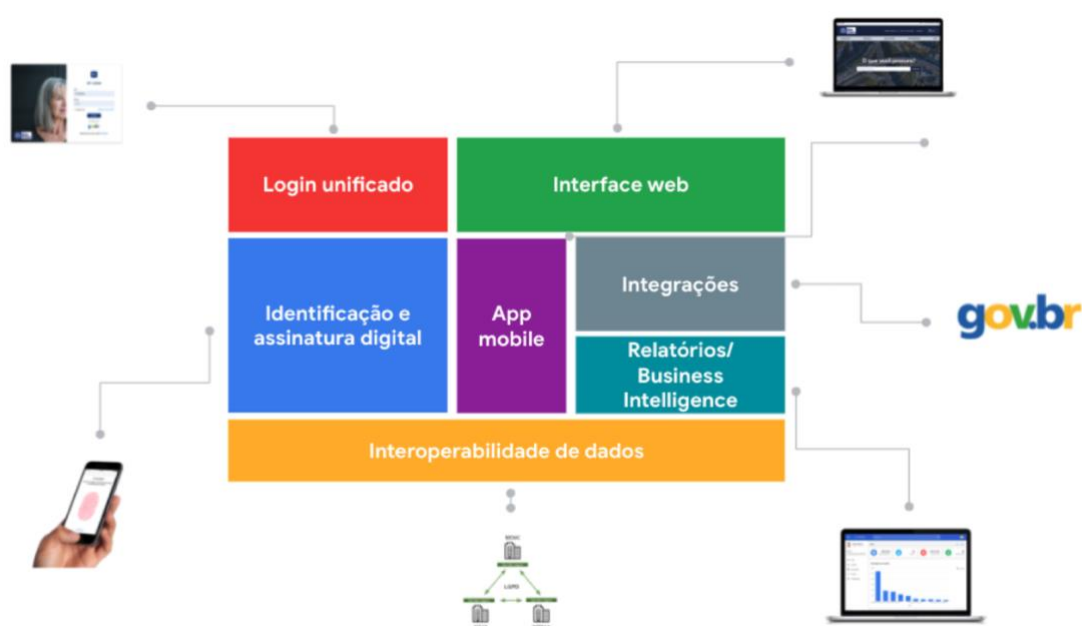 O que você precisa?
Login unificado
Interface web
Identificação e
assinatura digital
App
mobile
Integrações
gov.br
Relatórios/
Business
Intelligence
Interoperabilidade de dados
LGPD